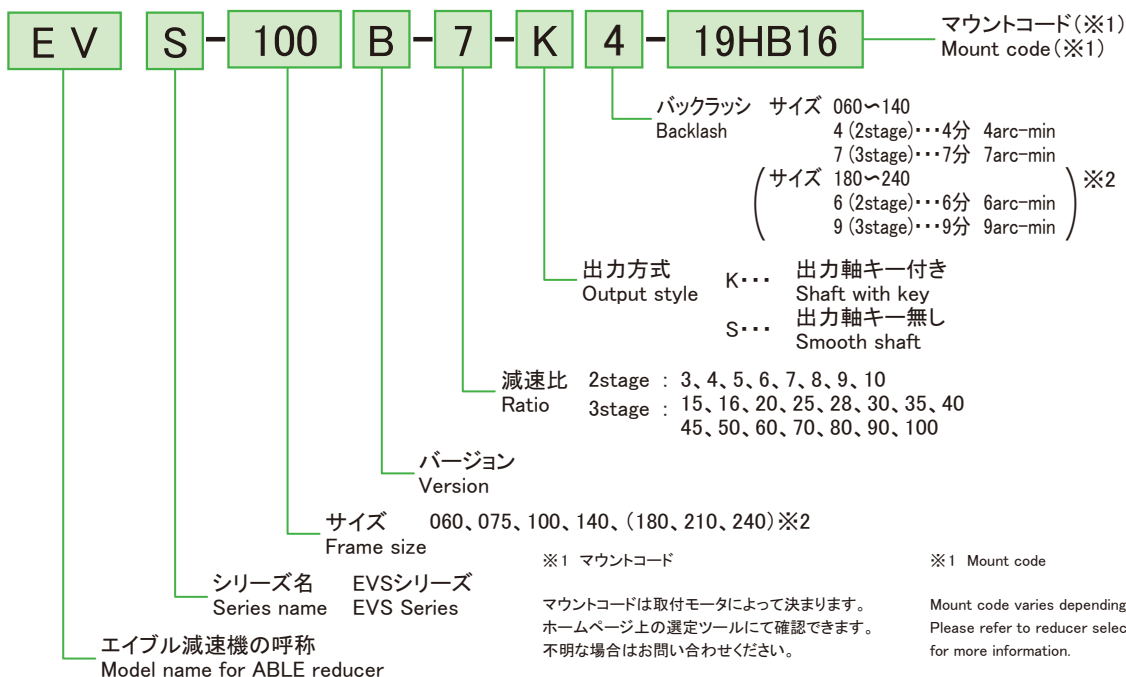 EV S - 100 B - 7 - K 4 - 19HB16
マウントコード(※1)
Mount code(※1)
バックラッシ サイズ 060～140
Backlash
4 (2stage)・・・4分 4arc-min
7 (3stage)・・・7分 7arc-min
サイズ 180～240 ※2
6 (2stage)・・・6分 6arc-min
9 (3stage)・・・9分 9arc-min
出力方式 K・・・ 出力軸キー付き
Output style Shaft with key
S・・・ 出力軸キー無し
Smooth shaft
減速比 2stage : 3、4、5、6、7、8、9、10
Ratio 3stage : 15、16、20、25、28、30、35、40
45、50、60、70、80、90、100
バージョン
Version
サイズ 060、075、100、140、(180、210、240)※2
Frame size
シリーズ名 EVSシリーズ
Series name EVS Series
エイブル減速機の呼称
Model name for ABLE reducer
※1 マウントコード
マウントコードは取付モータによって決まります。
ホームページ上の選定ツールにて確認できます。
不明な場合はお問い合わせください。
※1 Mount code
Mount code varies depending
Please refer to reducer selec
for more information.